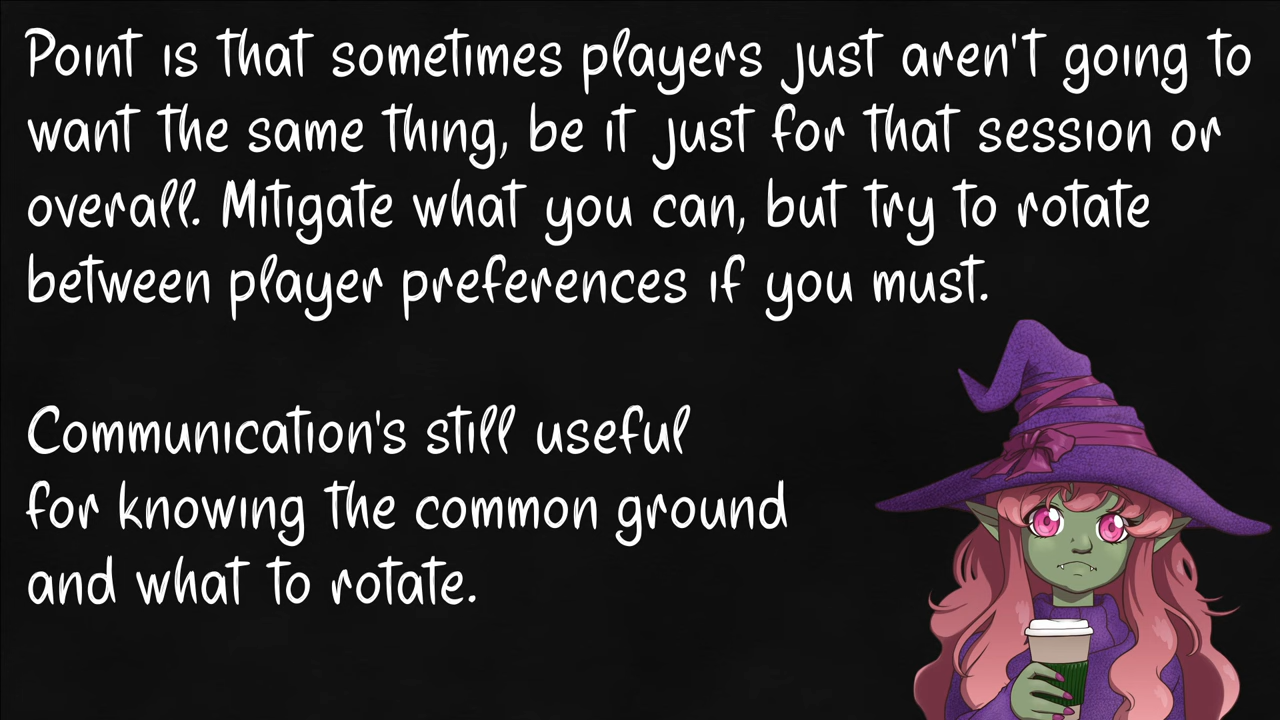 Point is that sometimes players just aren't going to
want the same thing, be it just for that session or
overall. Mitigate what you can, but try to rotate
between player preferences if you must.
Communication's still useful
for knowing the common ground
and what to rotate.